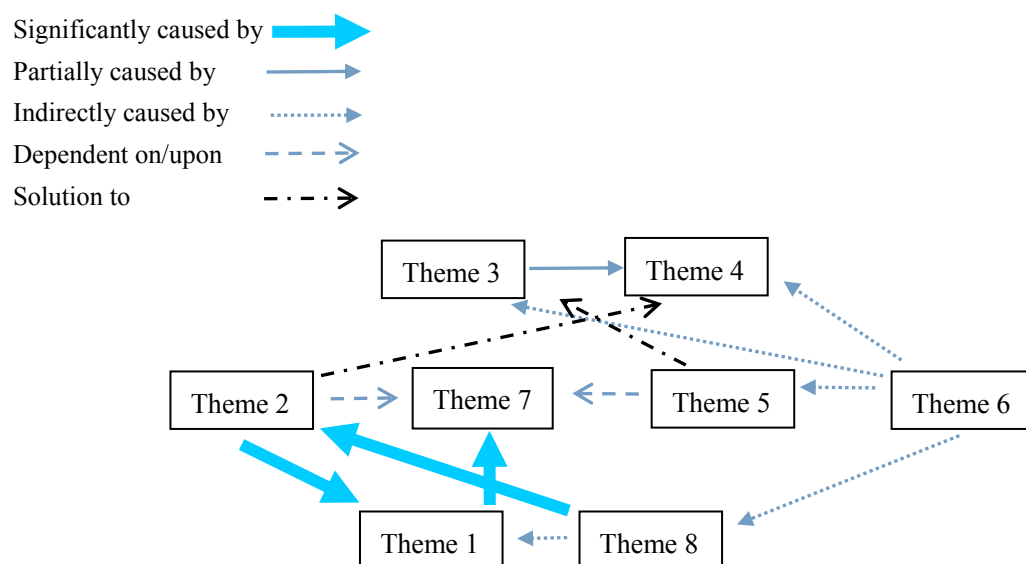 Significantly caused by
Partially caused by
Indirectly caused by
Dependent on/upon
Solution to
Theme 3
Theme 4
Theme 2
Theme 7
Theme 5
Theme 6
Theme 1
Theme 8